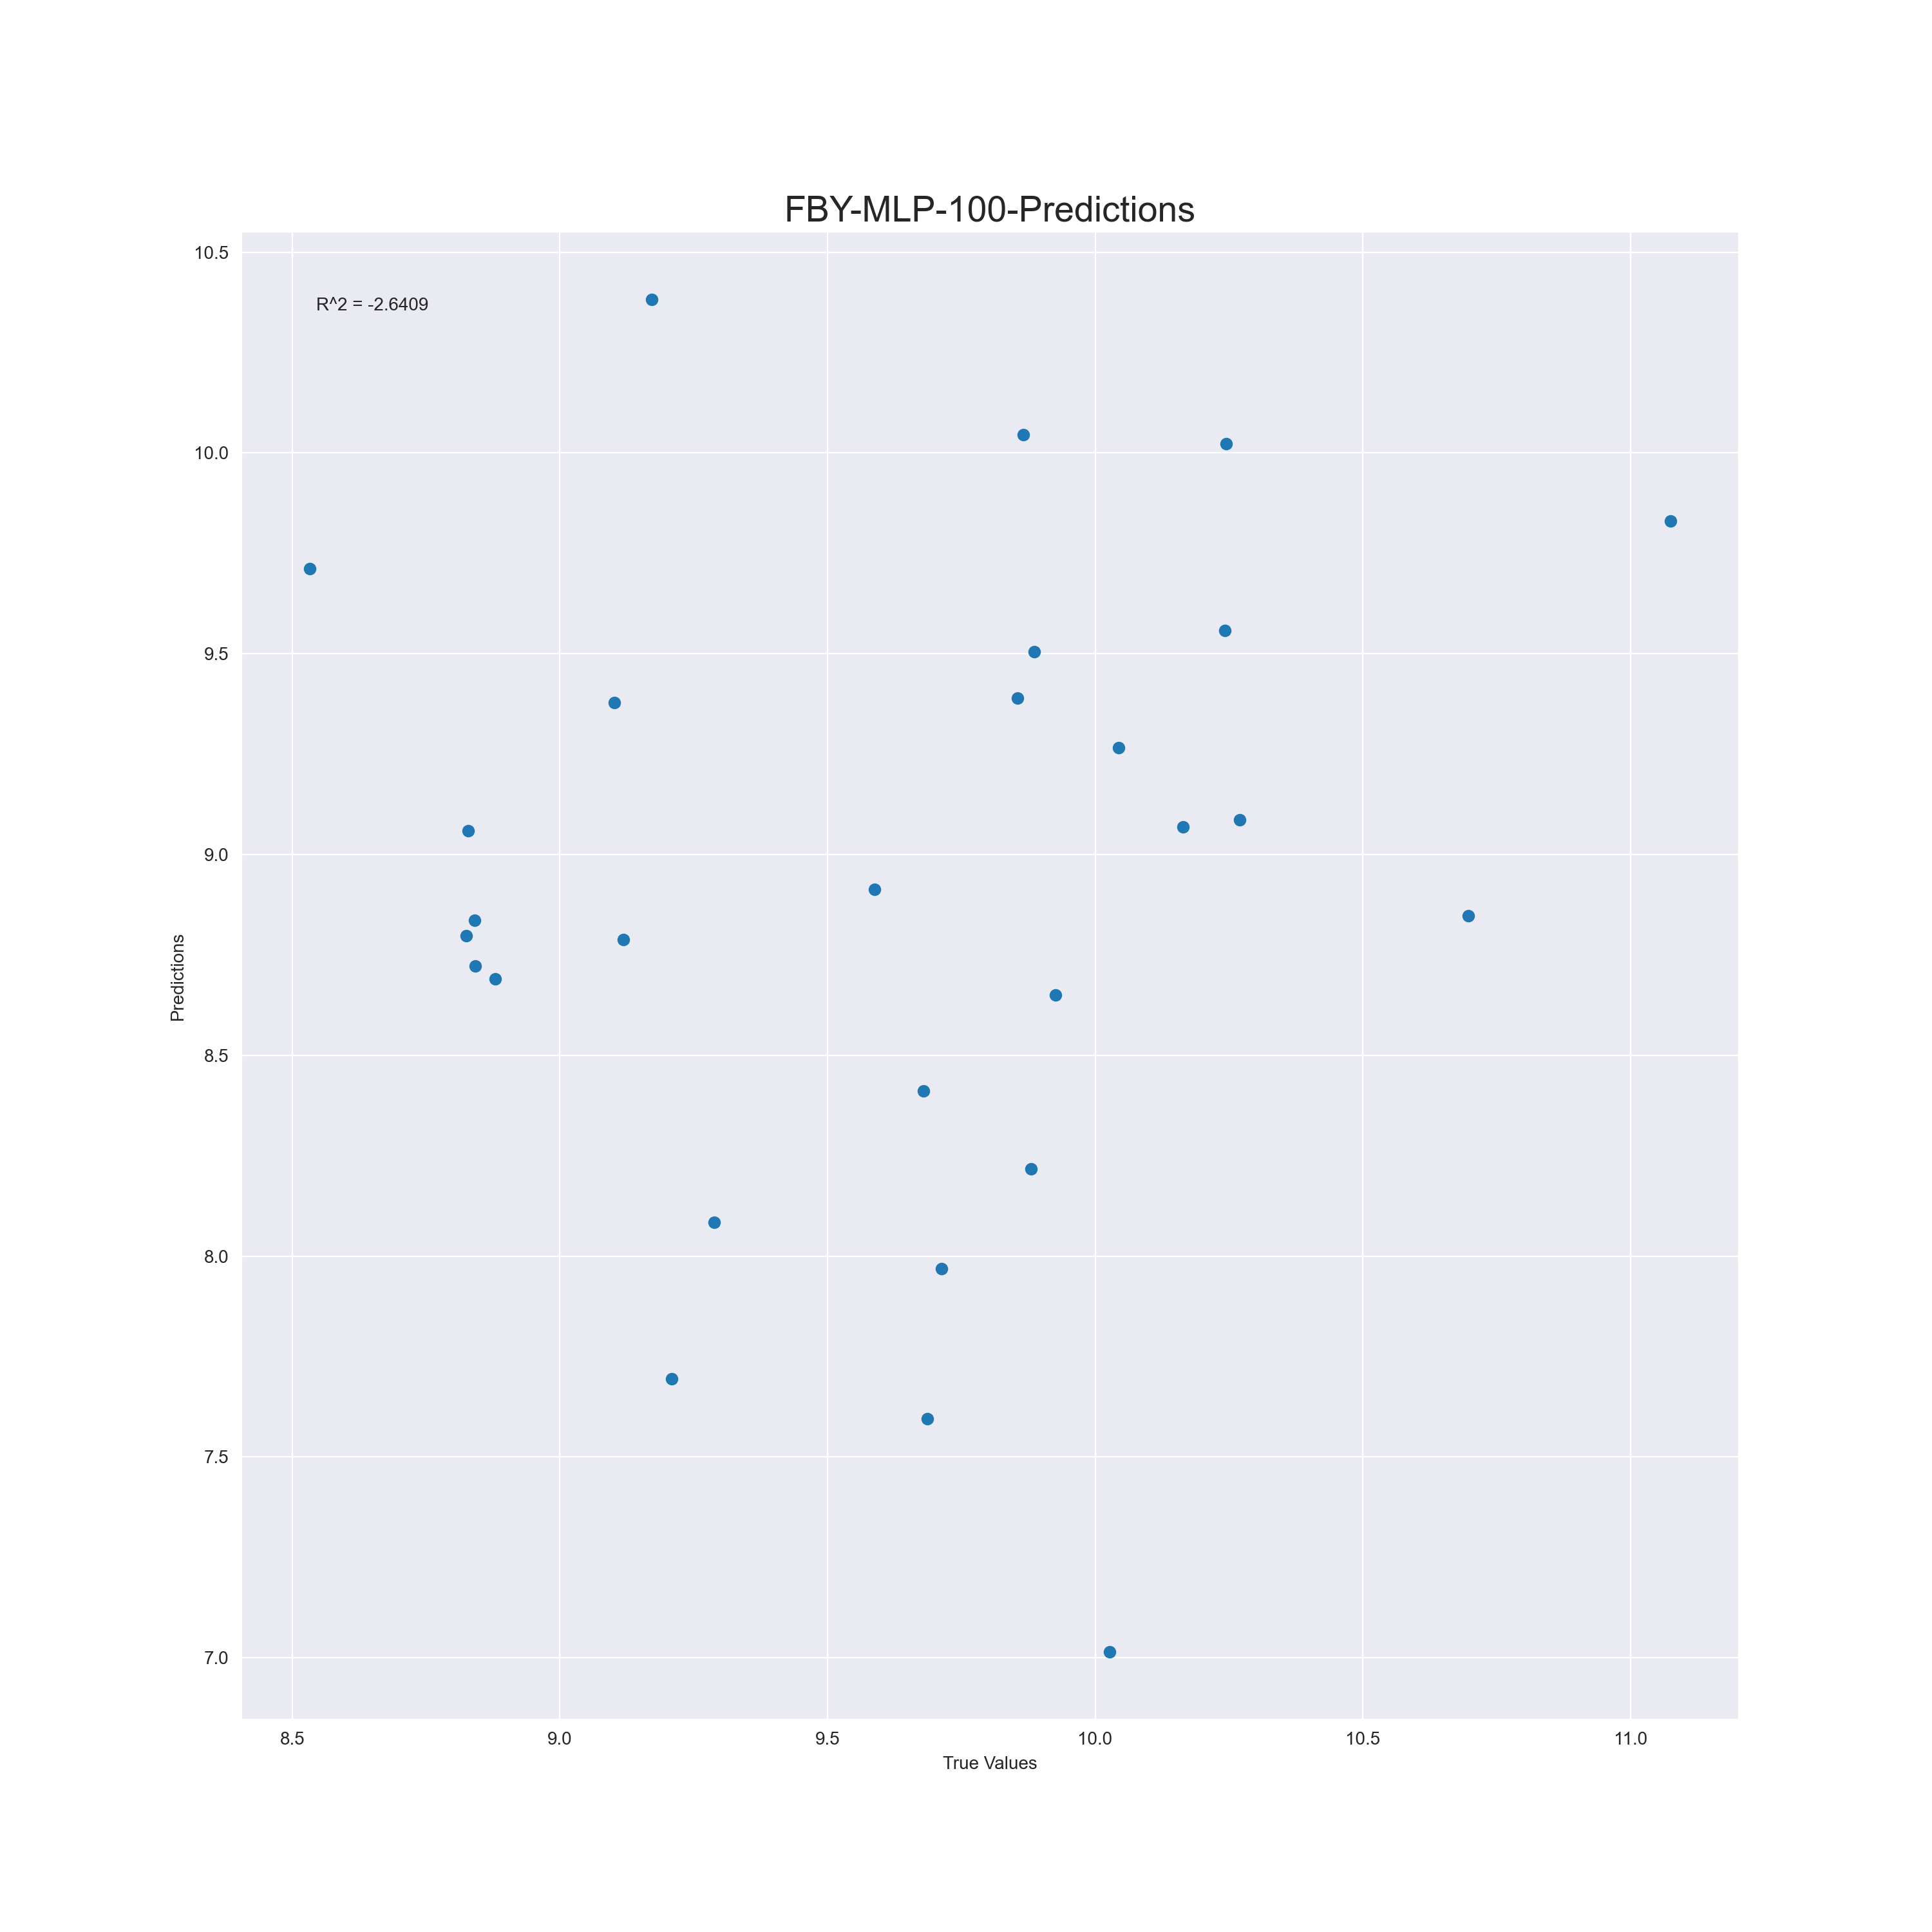 FBY-MLP-100-Predictions
R^2 = -2.6409
10.5
10.0
9.5
9.0
8.5
8.0
7.5
7.0
Predictions
8.5 9.0 9.5 10.0 10.5 11.0
True Values